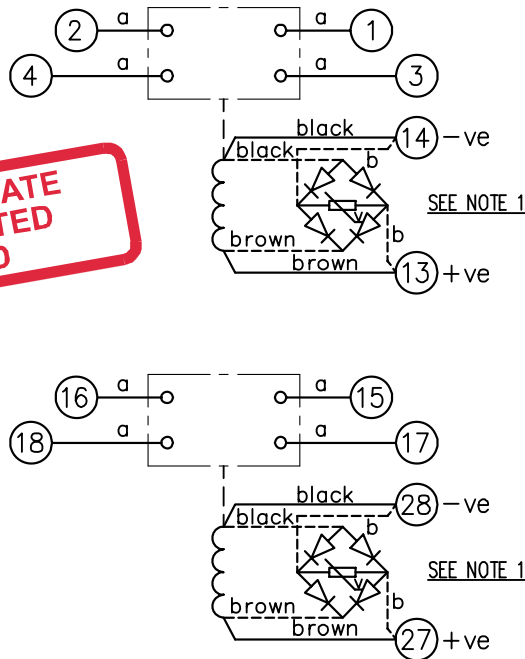 2 a a 1
4 a a 3
black 14 -ve
black b
SEE NOTE 1
brown b
brown 13 +ve
16 a a 15
18 a a 17
black 28 -ve
black b
SEE NOTE 1
brown b
brown 27 +ve